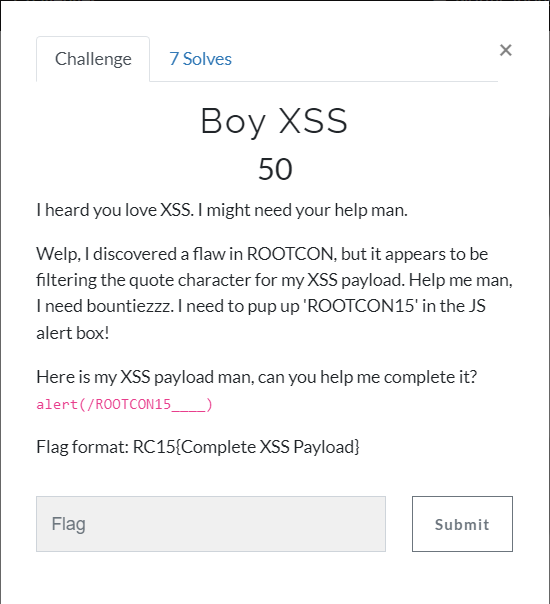 Challenge
7 Solves
×
Boy XSS
50
I heard you love XSS. I might need your help man.
Welp, I discovered a flaw in ROOTCON, but it appears to be
filtering the quote character for my XSS payload. Help me man,
I need bountiezzz. I need to pup up 'ROOTCON15' in the JS
alert box!
Here is my XSS payload man, can you help me complete it?
alert(/ROOTCON15____)
Flag format: RC15{Complete XSS Payload}
Flag
Submit